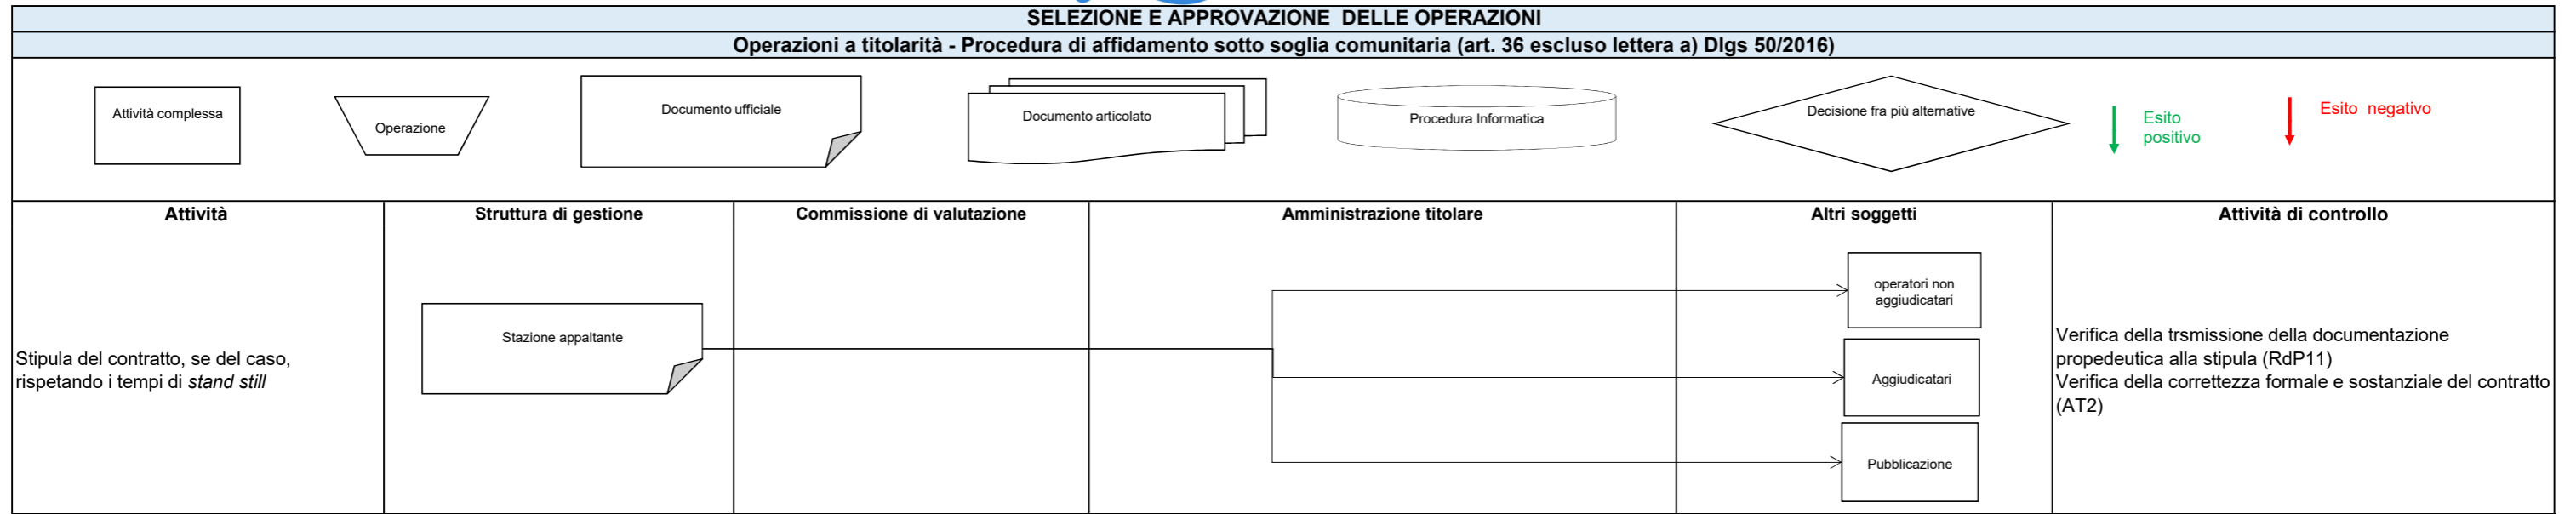 SELEZIONE E APPROVAZIONE DELLE OPERAZIONI
Operazioni a titolarità - Procedura di affidamento sotto soglia comunitaria (art. 36 escluso lettera a) Dlgs 50/2016)
Attività complessa
Operazione
Documento ufficiale
Documento articolato
Procedura Informatica
Decisione fra più alternative
Esito
positivo
Esito negativo
Attività
Struttura di gestione
Commissione di valutazione
Amministrazione titolare
Altri soggetti
Attività di controllo
Stipula del contratto, se del caso,
rispetando i tempi di stand still
Stazione appaltante
operatori non
aggiudicatari
Aggiudicatari
Pubblicazione
Verifica della trsmissione della documentazione
propedeutica alla stipula (RdP11)
Verifica della correttezza formale e sostanziale del contratto
(AT2)